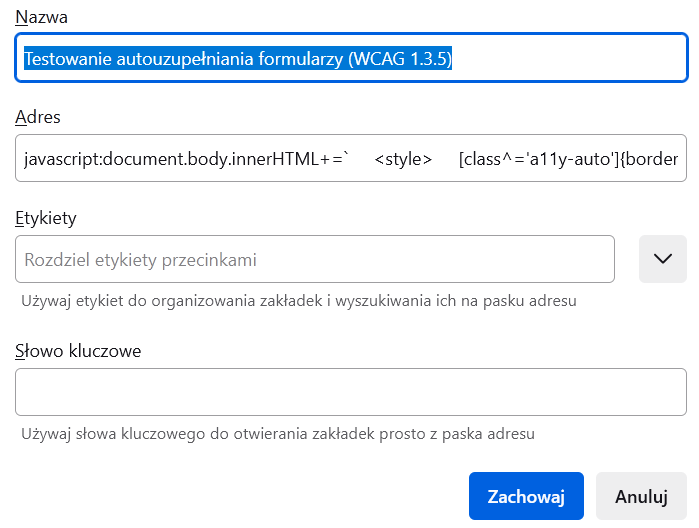 Nazwa
Testowanie autouzupełniania formularzy (WCAG 1.3.5)
Adres
javascript:document.body.innerHTML+=` <style> [class^='a11y-auto']{border
Etykiety
Rozdziel etykiety przecinkami
Używaj etykiet do organizowania zakładek i wyszukiwania ich na pasku adresu
Słowo kluczowe
Używaj słowa kluczowego do otwierania zakładek prosto z paska adresu
Zachowaj Anuluj